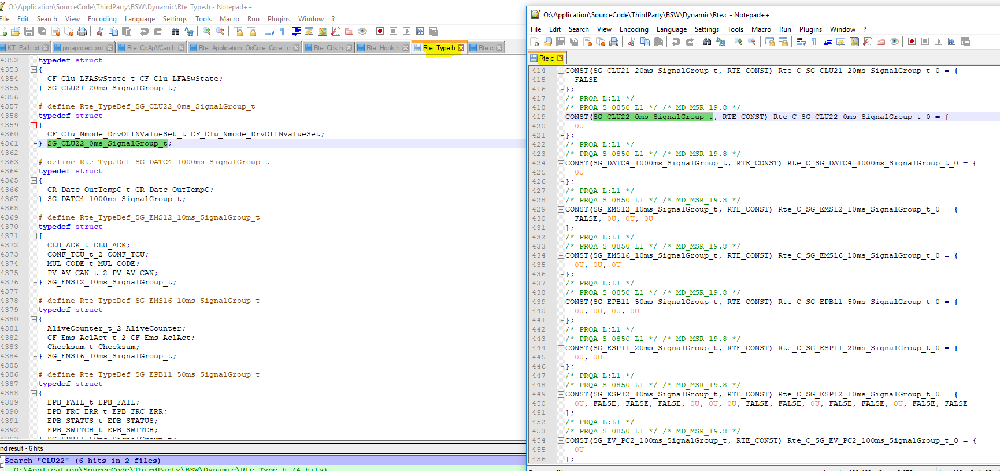 O:\Application\SourceCode\ThirdParty\BSW\Dynamic\Rte_Type.h - Notepad++
File Edit Search View Encoding Language Settings Tools Macro Run Plugins Window ?
KT_Path.txt prqaproject.xml Rte_CpApVCan.h Rte_Application_OsCore_Core1.c Rte_Cbk.h Rte_Hook.h Rte_Type.h Rte.c
4352 typedef struct
4353 {
4354 CF_Clu_LFASwState_t CF_Clu_LFASwState;
4355 } SG_CLU21_20ms_SignalGroup_t;
4356
4357 # define Rte_TypeDef_SG_CLU22_0ms_SignalGroup_t
4358 typedef struct
4359 {
4360 CF_Clu_Nmode_DrvOffNValueSet_t CF_Clu_Nmode_DrvOffNValueSet;
4361 } SG_CLU22_0ms_SignalGroup_t;
4362
4363 # define Rte_TypeDef_SG_DATC4_1000ms_SignalGroup_t
4364 typedef struct
4365 {
4366 CR_Datc_OutTempC_t CR_Datc_OutTempC;
4367 } SG_DATC4_1000ms_SignalGroup_t;
4368
4369 # define Rte_TypeDef_SG_EMS12_10ms_SignalGroup_t
4370 typedef struct
4371 {
4372 CLU_ACK_t CLU_ACK;
4373 CONF_TCU_t_2 CONF_TCU;
4374 MUL_CODE_t MUL_CODE;
4375 PV_AV_CAN_t_2 PV_AV_CAN;
4376 } SG_EMS12_10ms_SignalGroup_t;
4377
4378 # define Rte_TypeDef_SG_EMS16_10ms_SignalGroup_t
4379 typedef struct
4380 {
4381 AliveCounter_t_2 AliveCounter;
4382 CF_Ems_AclAct_t_2 CF_Ems_AclAct;
4383 Checksum_t Checksum;
4384 } SG_EMS16_10ms_SignalGroup_t;
4385
4386 # define Rte_TypeDef_SG_EPB11_50ms_SignalGroup_t
4387 typedef struct
4388 {
4389 EPB_FAIL_t EPB_FAIL;
4390 EPB_FRC_ERR_t EPB_FRC_ERR;
4391 EPB_STATUS_t EPB_STATUS;
4392 EPB_SWITCH_t EPB_SWITCH;
4393 } SG_EPB11_50ms_SignalGroup_t;
nd result - 6 hits
Search "CLU22" (6 hits in 2 files)
O:\Application\SourceCode\ThirdParty\BSW\Dynamic\Rte_Type.h (4 hits)
O:\Application\SourceCode\ThirdParty\BSW\Dynamic\Rte.c - Notepad++
File Edit Search View Encoding Language Settings Tools Macro Run Plugins Window ?
Rte.c
414 CONST(SG_CLU21_20ms_SignalGroup_t, RTE_CONST) Rte_C_SG_CLU21_20ms_SignalGroup_t_0 = {
415 FALSE
416 };
417 /* PRQA L:L1 */
418 /* PRQA S 0850 L1 */ /* MD_MSR_19.8 */
419 CONST(SG_CLU22_0ms_SignalGroup_t, RTE_CONST) Rte_C_SG_CLU22_0ms_SignalGroup_t_0 = {
420 0U
421 };
422 /* PRQA L:L1 */
423 /* PRQA S 0850 L1 */ /* MD_MSR_19.8 */
424 CONST(SG_DATC4_1000ms_SignalGroup_t, RTE_CONST) Rte_C_SG_DATC4_1000ms_SignalGroup_t_0 = {
425 0U
426 };
427 /* PRQA L:L1 */
428 /* PRQA S 0850 L1 */ /* MD_MSR_19.8 */
429 CONST(SG_EMS12_10ms_SignalGroup_t, RTE_CONST) Rte_C_SG_EMS12_10ms_SignalGroup_t_0 = {
430 FALSE, 0U, 0U, 0U
431 };
432 /* PRQA L:L1 */
433 /* PRQA S 0850 L1 */ /* MD_MSR_19.8 */
434 CONST(SG_EMS16_10ms_SignalGroup_t, RTE_CONST) Rte_C_SG_EMS16_10ms_SignalGroup_t_0 = {
435 0U, 0U, 0U
436 };
437 /* PRQA L:L1 */
438 /* PRQA S 0850 L1 */ /* MD_MSR_19.8 */
439 CONST(SG_EPB11_50ms_SignalGroup_t, RTE_CONST) Rte_C_SG_EPB11_50ms_SignalGroup_t_0 = {
440 0U, 0U, 0U, 0U
441 };
442 /* PRQA L:L1 */
443 /* PRQA S 0850 L1 */ /* MD_MSR_19.8 */
444 CONST(SG_ESP11_20ms_SignalGroup_t, RTE_CONST) Rte_C_SG_ESP11_20ms_SignalGroup_t_0 = {
445 0U, 0U
446 };
447 /* PRQA L:L1 */
448 /* PRQA S 0850 L1 */ /* MD_MSR_19.8 */
449 CONST(SG_ESP12_10ms_SignalGroup_t, RTE_CONST) Rte_C_SG_ESP12_10ms_SignalGroup_t_0 = {
450 0U, FALSE, FALSE, FALSE, 0U, 0U, 0U, FALSE, FALSE, 0U, FALSE, FALSE, 0U, FALSE, FALSE
451 };
452 /* PRQA L:L1 */
453 /* PRQA S 0850 L1 */ /* MD_MSR_19.8 */
454 CONST(SG_EV_PC2_100ms_SignalGroup_t, RTE_CONST) Rte_C_SG_EV_PC2_100ms_SignalGroup_t_0 = {
455 0U
456 };